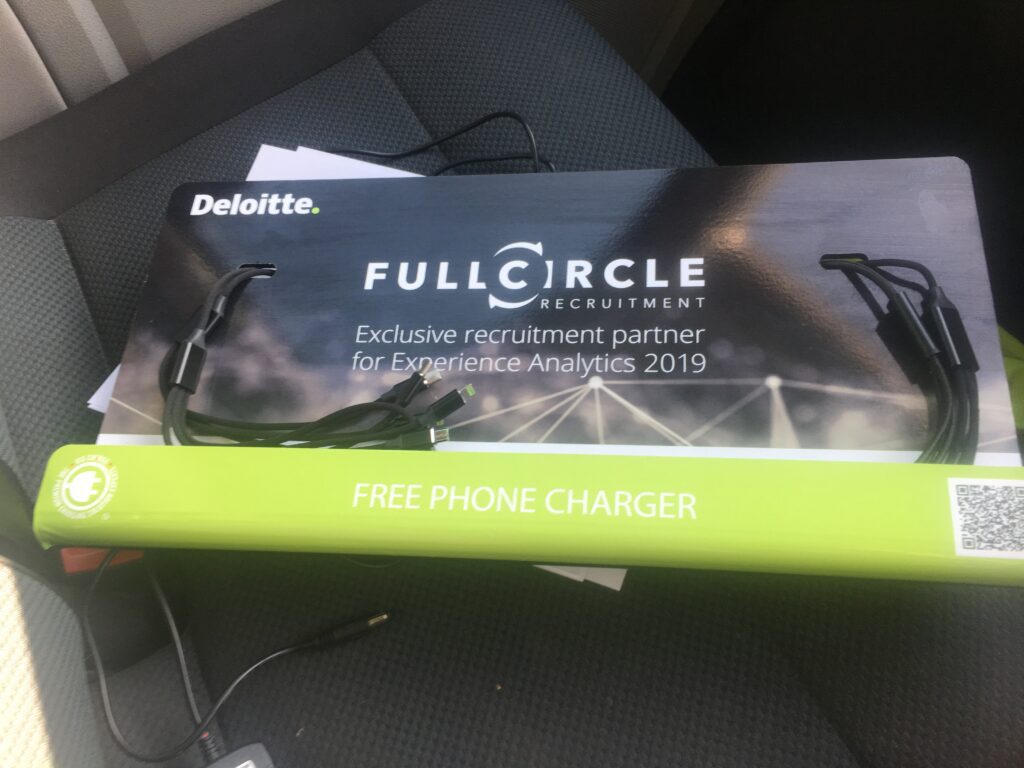 Deloitte.
FULLCIRCLE
RECRUITMENT
Exclusive recruitment partner
for Experience Analytics 2019
FREE PHONE CHARGER